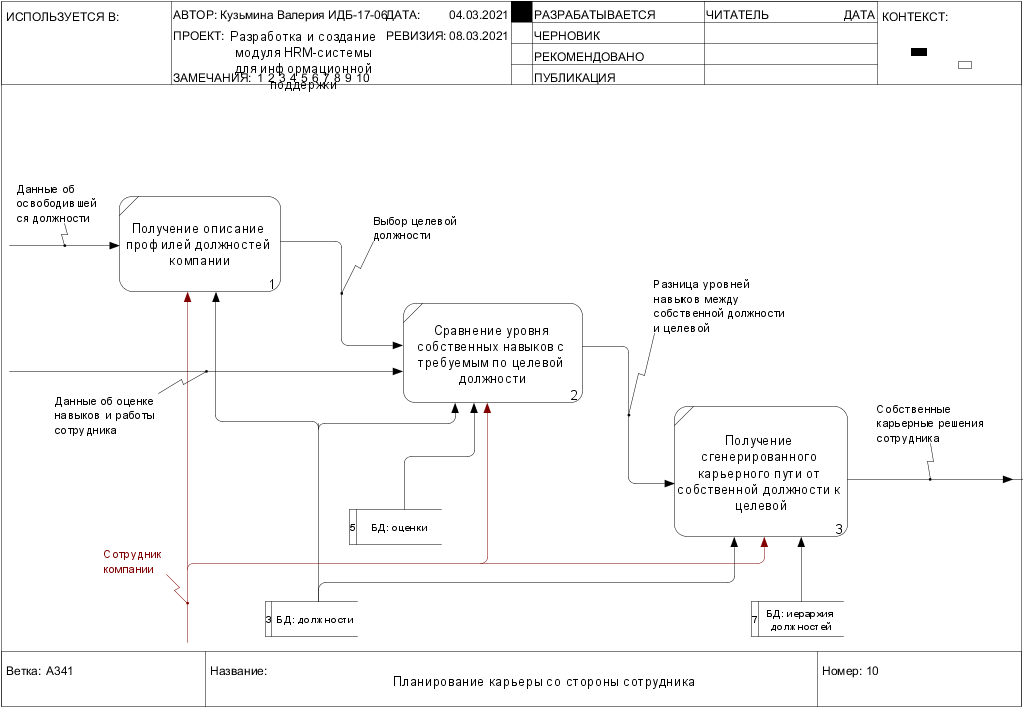 ИСПОЛЬЗУЕТСЯ В:
АВТОР: Кузьмина Валерия ИДБ-17-06
ДАТА: 04.03.2021
ПРОЕКТ: Разработка и создание
модуля HRM-системы
для информационной
поддержки
РЕВИЗИЯ: 08.03.2021
ЗАМЕЧАНИЯ: 1 2 3 4 5 6 7 8 9 10
РАЗРАБАТЫВАЕТСЯ
ЧЕРНОВИК
РЕКОМЕНДОВАНО
ПУБЛИКАЦИЯ
ЧИТАТЕЛЬ
ДАТА
КОНТЕКСТ:
Данные об
освободившей
ся должности
Получение описание
профилей должностей
компании
1
Выбор целевой
должности
Сравнение уровня
собственных навыков с
требуемым по целевой
должности
2
Разница уровней
навыков между
собственной должности
и целевой
Данные об оценке
навыков и работы
сотрудника
Получение
сгенерированного
карьерного пути от
собственной должности к
целевой
3
Собственные
карьерные решения
сотрудника
5 БД: оценки
Сотрудник
компании
3 БД: должности
7 БД: иерархия
должностей
Ветка: A341
Название:
Планирование карьеры со стороны сотрудника
Номер: 10